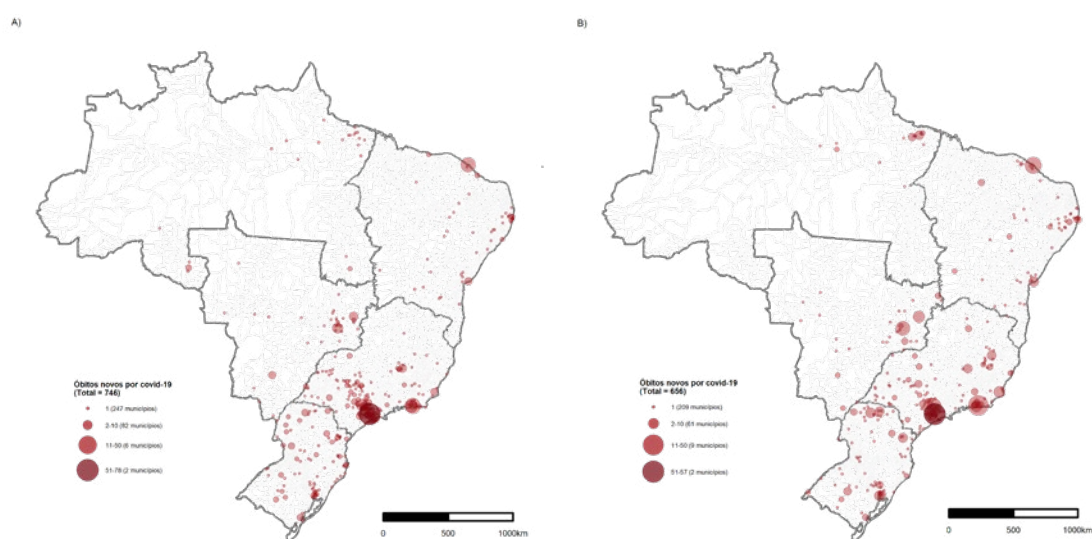 A)
B)
Óbitos novos por covid-19
(Total = 746)
1 (247 municípios)
2-10 (82 municípios)
11-50 (6 municípios)
51-76 (2 municípios)
0 500 1000km
Óbitos novos por covid-19
(Total = 656)
1 (209 municípios)
2-10 (61 municípios)
11-50 (9 municípios)
51-57 (2 municípios)
0 500 1000km